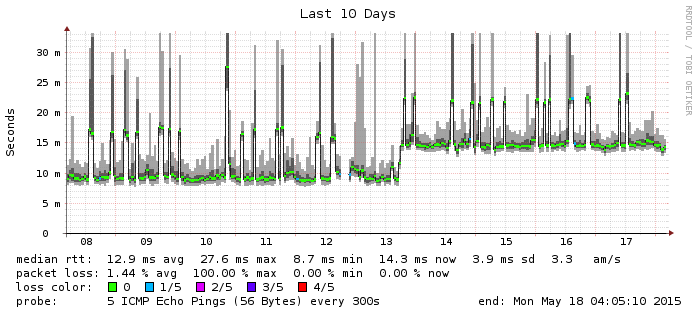 Last 10 Days
RRDTOOL / TOBI OETIKER
Seconds
30 m
25 m
20 m
15 m
10 m
5 m
0
08 09 10 11 12 13 14 15 16 17
median rtt: 12.9 ms avg 27.6 ms max 8.7 ms min 14.3 ms now 3.9 ms sd 3.3 am/s
packet loss: 1.44 % avg 100.00 % max 0.00 % min 0.00 % now
loss color: 0 1/5 2/5 3/5 4/5
probe: 5 ICMP Echo Pings (56 Bytes) every 300s end: Mon May 18 04:05:10 2015